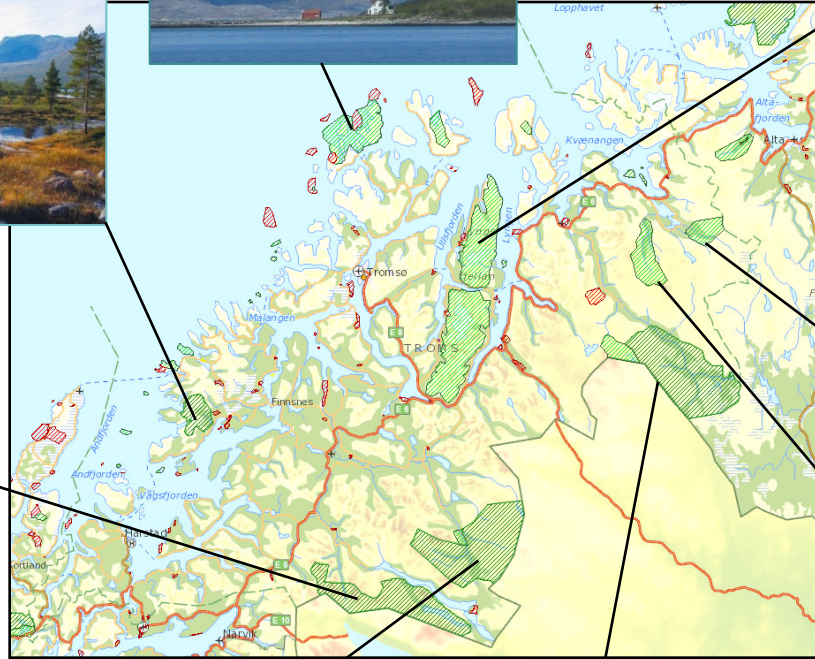 Lopphavet
Alta-
fjorden
Alta
Kvænangen
E 6
Ullsfjorden
Lyngen
Tromsø
Malangen
E 8
TROMS
Finnsnes
E 6
Andfjorden
Andfjorden
Vågsfjorden
Harstad
ortland
E 6
E 10
Narvik